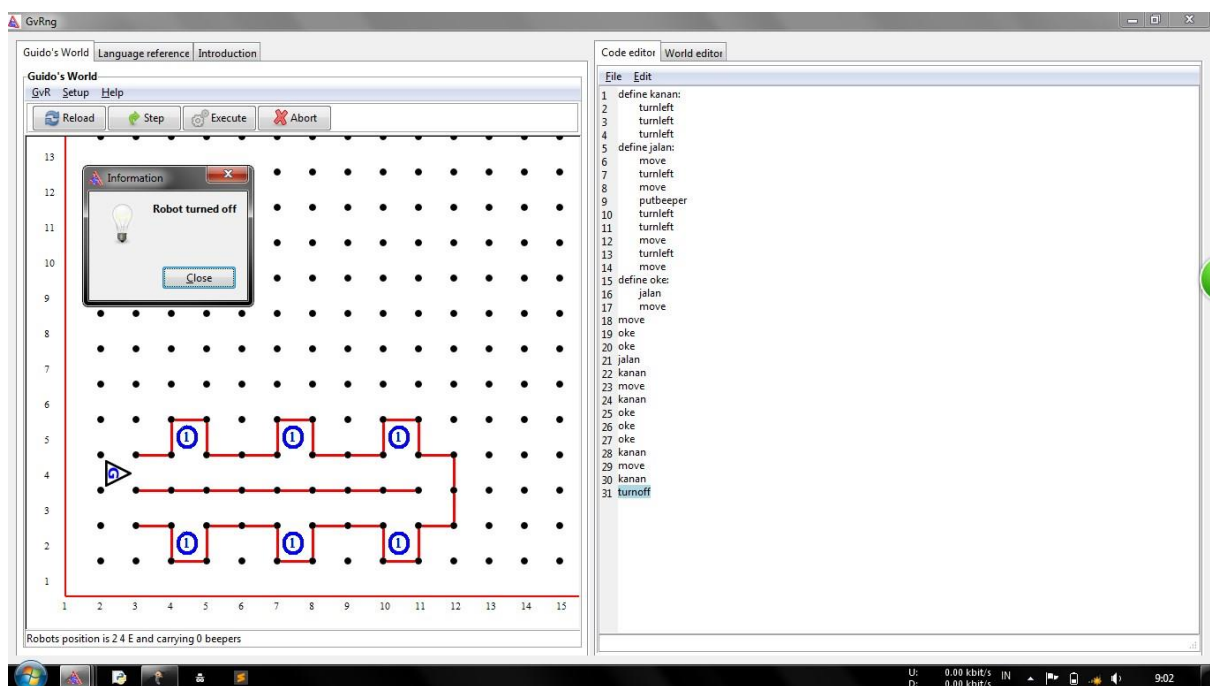 GvRng
Guido's World Language reference Introduction
Guido's World
GvR Setup Help
Reload Step Execute Abort
13
12
11
10
9
8
7
6
5
4
3
2
1
1 2 3 4 5 6 7 8 9 10 11 12 13 14 15
Information
Robot turned off
Close
1 1 1
G
1 1 1
Robots position is 2 4 E and carrying 0 beepers
Code editor World editor
File Edit
1 define kanan:
2 turnleft
3 turnleft
4 turnleft
5 define jalan:
6 move
7 turnleft
8 move
9 putbeeper
10 turnleft
11 turnleft
12 move
13 turnleft
14 move
15 define oke:
16 jalan
17 move
18 move
19 oke
20 oke
21 jalan
22 kanan
23 move
24 kanan
25 oke
26 oke
27 oke
28 kanan
29 move
30 kanan
31 turnoff
U: 0.00 kbit/s IN 9:02
D: 0.00 kbit/s